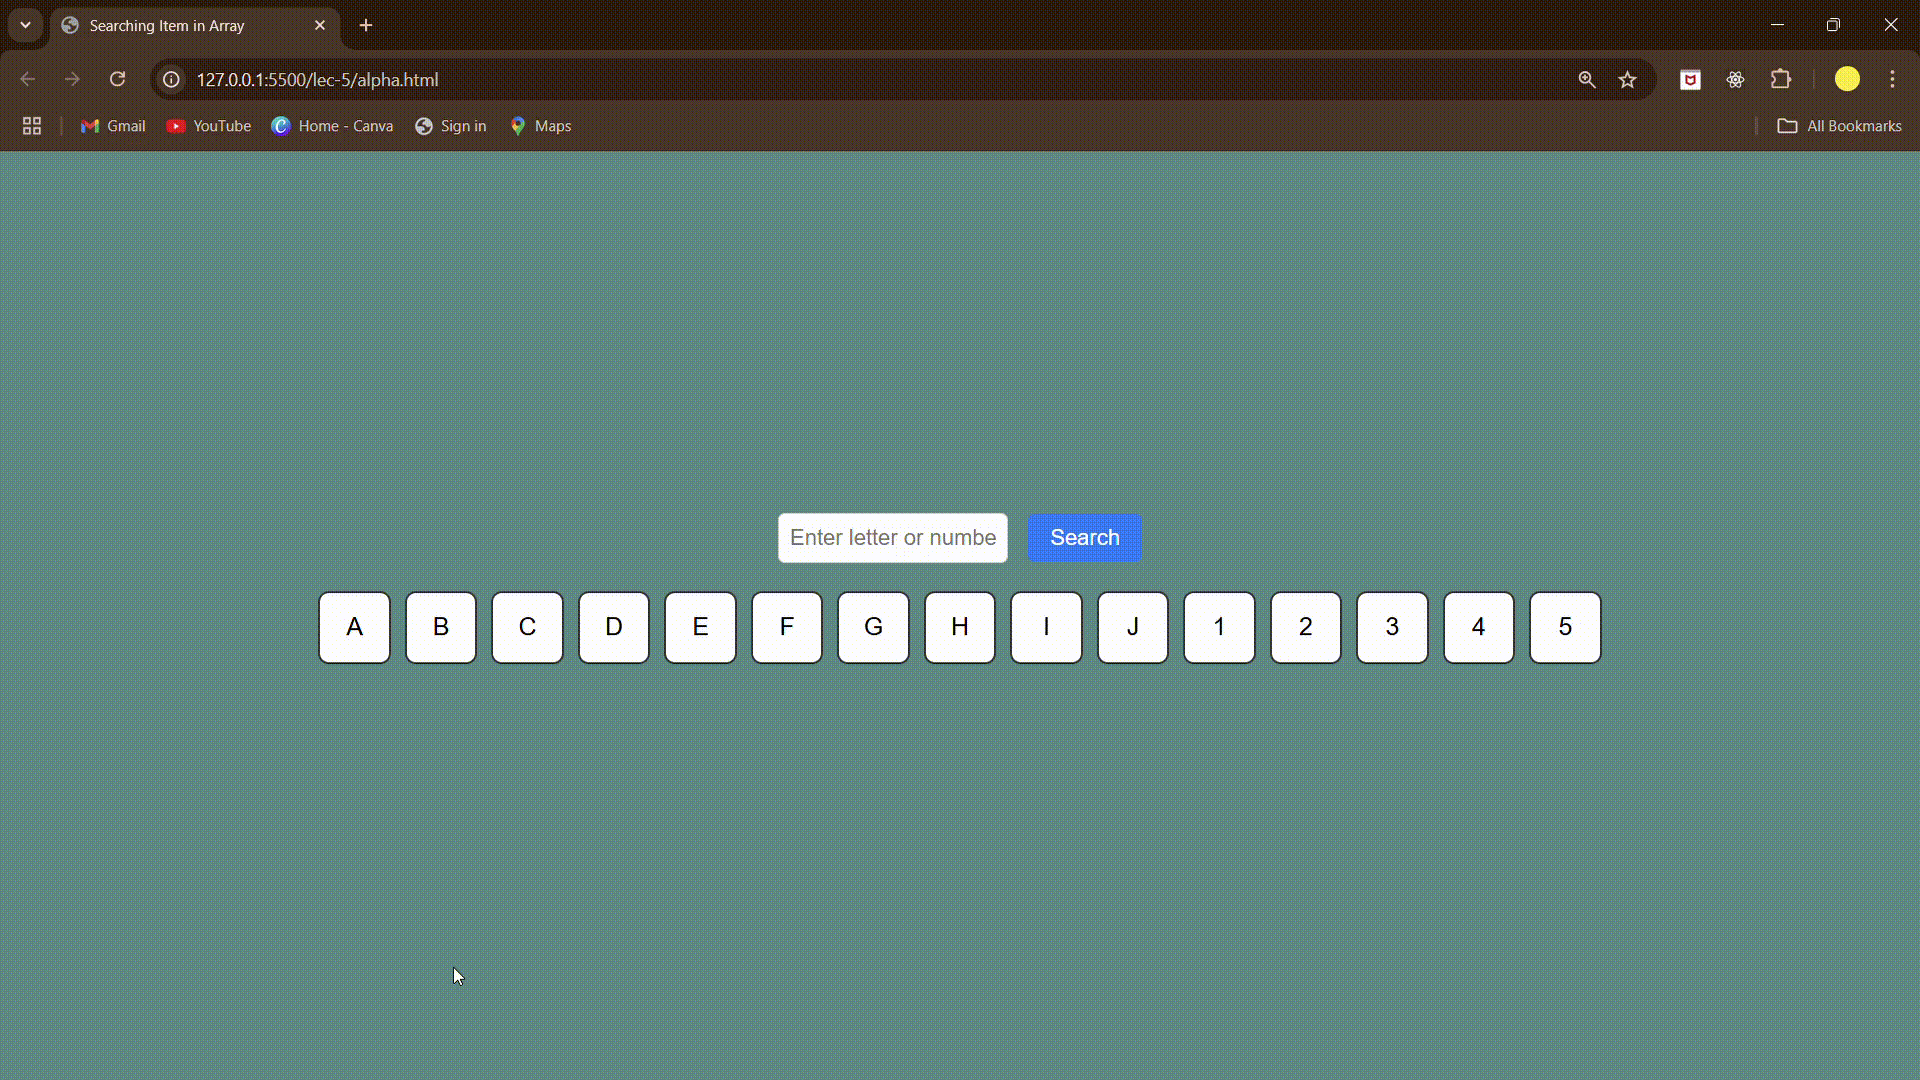 Searching Item in Array
127.0.0.1:5500/lec-5/alpha.html
Gmail YouTube Home - Canva Sign in Maps All Bookmarks
Enter letter or numbe Search
A B C D E F G H I J 1 2 3 4 5